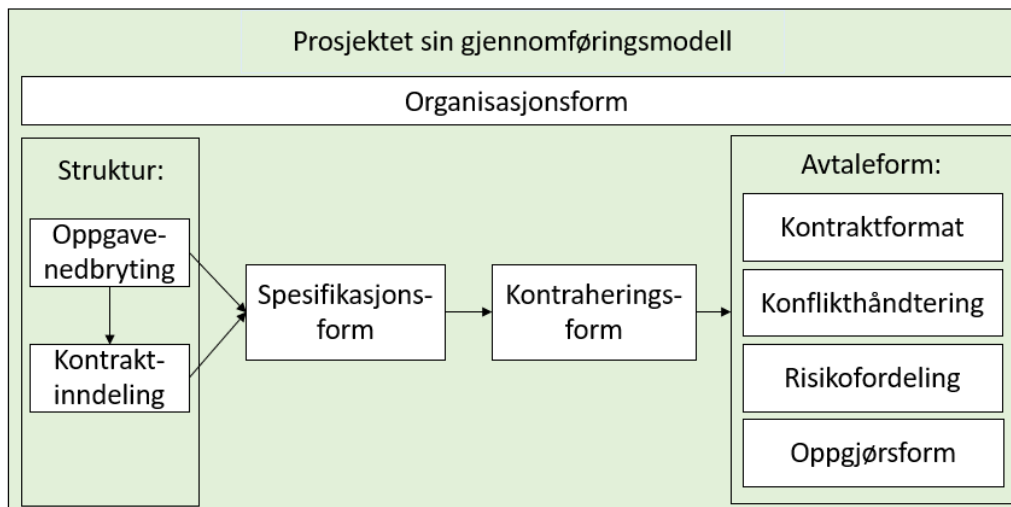 Prosjektet sin gjennomføringsmodell
Organisasjonsform
Struktur:
Oppgave-
nedbryting
Kontrakt-
inndeling
Spesifikasjons-
form
Kontraherings-
form
Avtaleform:
Kontraktformat
Konflikthåndtering
Risikofordeling
Oppgjørsform